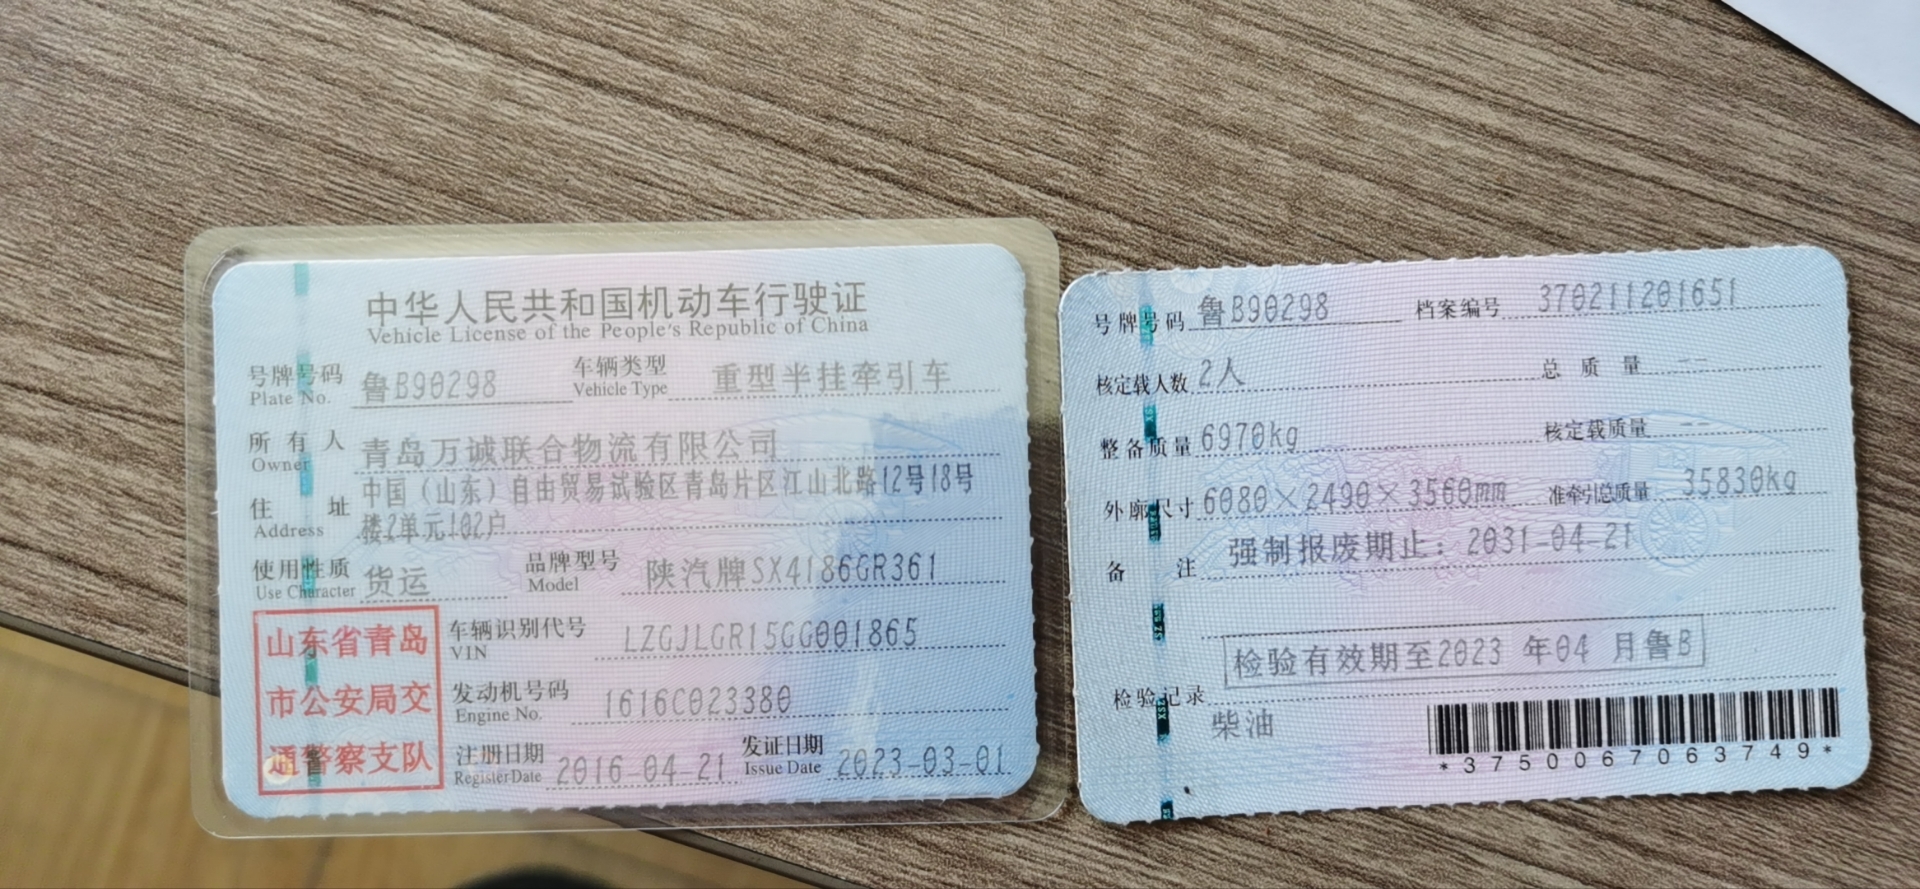 中华人民共和国机动车行驶证
Vehicle License of the People's Republic of China
号牌号码 鲁B90298 车辆类型 重型半挂牵引车
Plate No. Vehicle Type
所有人 青岛万诚联合物流有限公司
Owner
住址 中国（山东）自由贸易试验区青岛片区江山北路12号18号
Address 楼2单元102户
使用性质 货运 品牌型号 陕汽牌SX4186GR361
Use Character Model
山东省青岛
市公安局交
通警察支队
车辆识别代号 LZGJLGR15GG001865
VIN
发动机号码 1616C023380
Engine No.
注册日期 2016-04-21 发证日期 2023-03-01
Register Date Issue Date
号牌号码 鲁B90298 档案编号 370211201651
核定载人数 2人 总质量 --
整备质量 6970kg 核定载质量 --
外廓尺寸 6080×2490×3560mm 准牵引总质量 35830kg
备注 强制报废期止：2031-04-21
检验有效期至2023 年04 月鲁B
检验记录
柴油
*3750067063749*